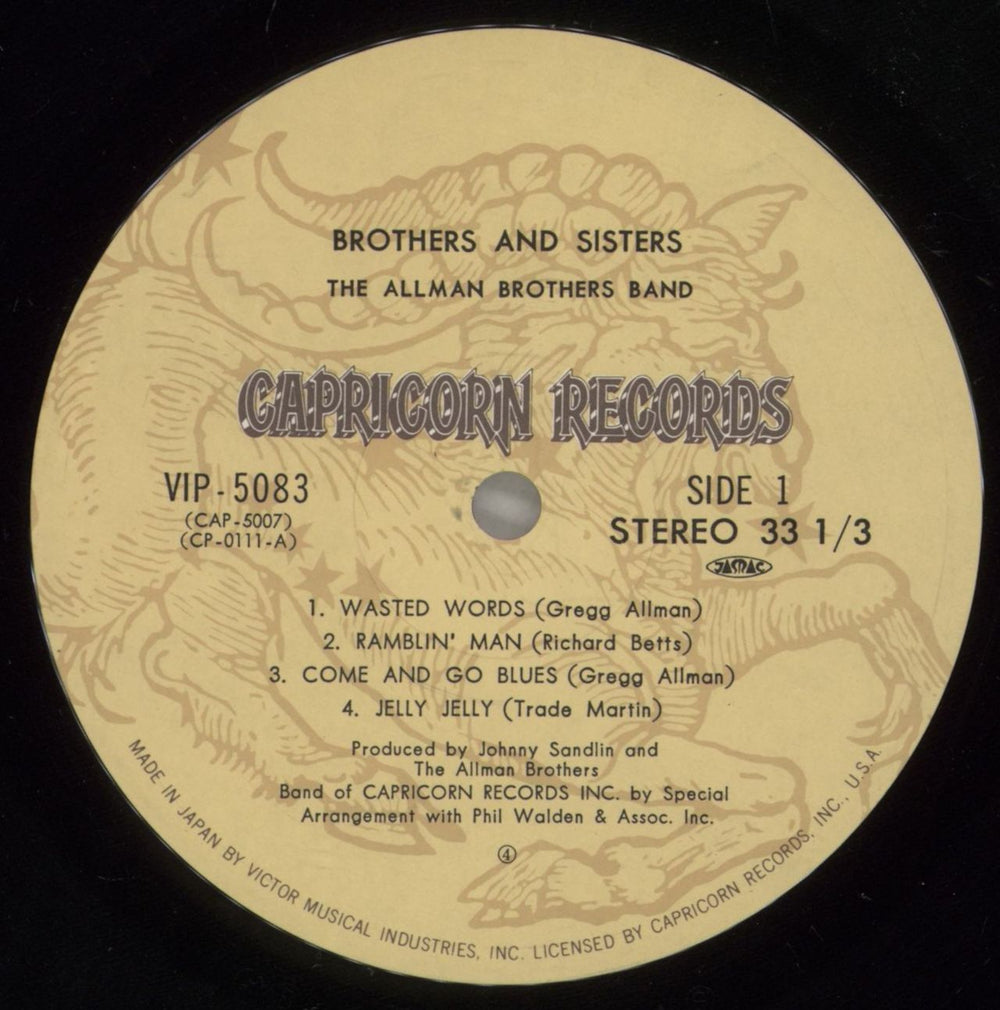 BROTHERS AND SISTERS
THE ALLMAN BROTHERS BAND
CAPRICORN RECORDS
VIP-5083
(CAP-5007)
(CP-0111-A)
SIDE 1
STEREO 33 1/3
JASRAC
1. WASTED WORDS (Gregg Allman)
2. RAMBLIN' MAN (Richard Betts)
3. COME AND GO BLUES (Gregg Allman)
4. JELLY JELLY (Trade Martin)
Produced by Johnny Sandlin and
The Allman Brothers
Band of CAPRICORN RECORDS INC. by Special
Arrangement with Phil Walden & Assoc. Inc.
④
MADE IN JAPAN BY VICTOR MUSICAL INDUSTRIES, INC. LICENSED BY CAPRICORN RECORDS, INC., U.S.A.